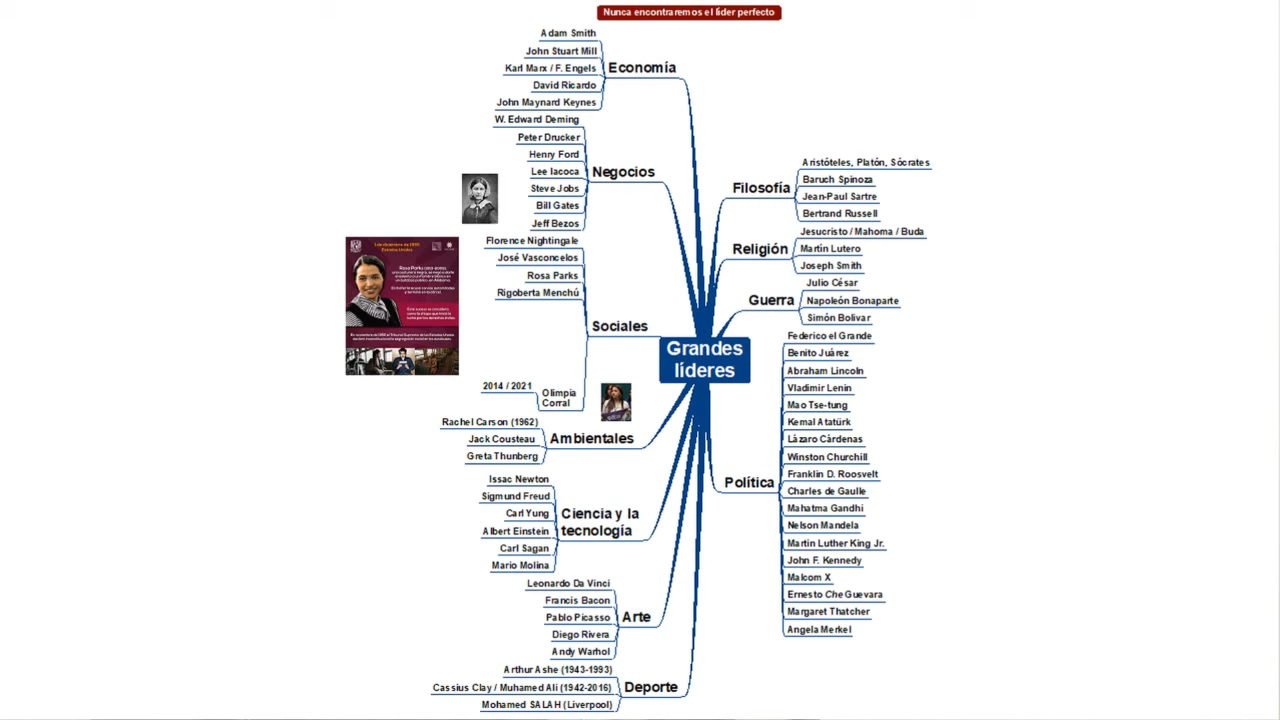 Nunca encontraremos el líder perfecto
Grandes
líderes
Economía
Adam Smith
John Stuart Mill
Karl Marx / F. Engels
David Ricardo
John Maynard Keynes
Negocios
W. Edward Deming
Peter Drucker
Henry Ford
Lee Iacoca
Steve Jobs
Bill Gates
Jeff Bezos
Sociales
Florence Nightingale
José Vasconcelos
Rosa Parks
Rigoberta Menchú
Olimpia
Corral
2014 / 2021
1 de diciembre de 1955
Estados Unidos
Ambientales
Rachel Carson (1962)
Jack Cousteau
Greta Thunberg
Ciencia y la
tecnología
Issac Newton
Sigmund Freud
Carl Yung
Albert Einstein
Carl Sagan
Mario Molina
Arte
Leonardo Da Vinci
Francis Bacon
Pablo Picasso
Diego Rivera
Andy Warhol
Deporte
Arthur Ashe (1943-1993)
Cassius Clay / Muhamed Ali (1942-2016)
Mohamed SALAH (Liverpool)
Filosofía
Aristóteles, Platón, Sócrates
Baruch Spinoza
Jean-Paul Sartre
Bertrand Russell
Religión
Jesucristo / Mahoma / Buda
Martín Lutero
Joseph Smith
Guerra
Julio César
Napoleón Bonaparte
Simón Bolivar
Política
Federico el Grande
Benito Juárez
Abraham Lincoln
Vladimir Lenin
Mao Tse-tung
Kemal Atatürk
Lázaro Cárdenas
Winston Churchill
Franklin D. Roosvelt
Charles de Gaulle
Mahatma Gandhi
Nelson Mandela
Martin Luther King Jr.
John F. Kennedy
Malcom X
Ernesto Che Guevara
Margaret Thatcher
Angela Merkel